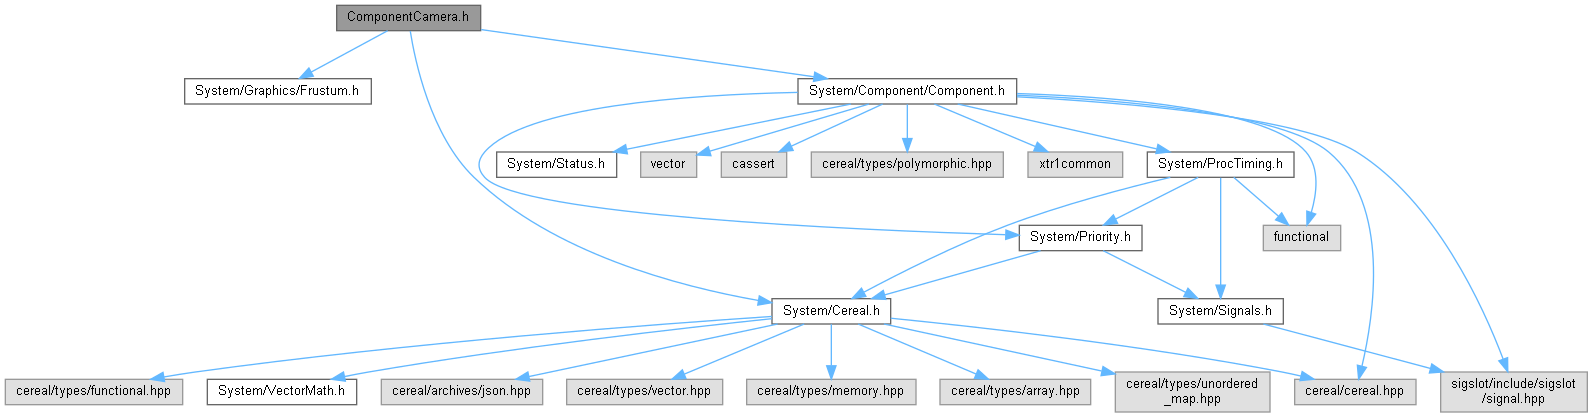 ComponentCamera.h
System/Graphics/Frustum.h
System/Component/Component.h
System/Status.h
vector
cassert
cereal/types/polymorphic.hpp
xtr1common
System/ProcTiming.h
System/Priority.h
functional
System/Cereal.h
System/Signals.h
cereal/types/functional.hpp
System/VectorMath.h
cereal/archives/json.hpp
cereal/types/vector.hpp
cereal/types/memory.hpp
cereal/types/array.hpp
cereal/types/unordered
_map.hpp
cereal/cereal.hpp
sigslot/include/sigslot
/signal.hpp